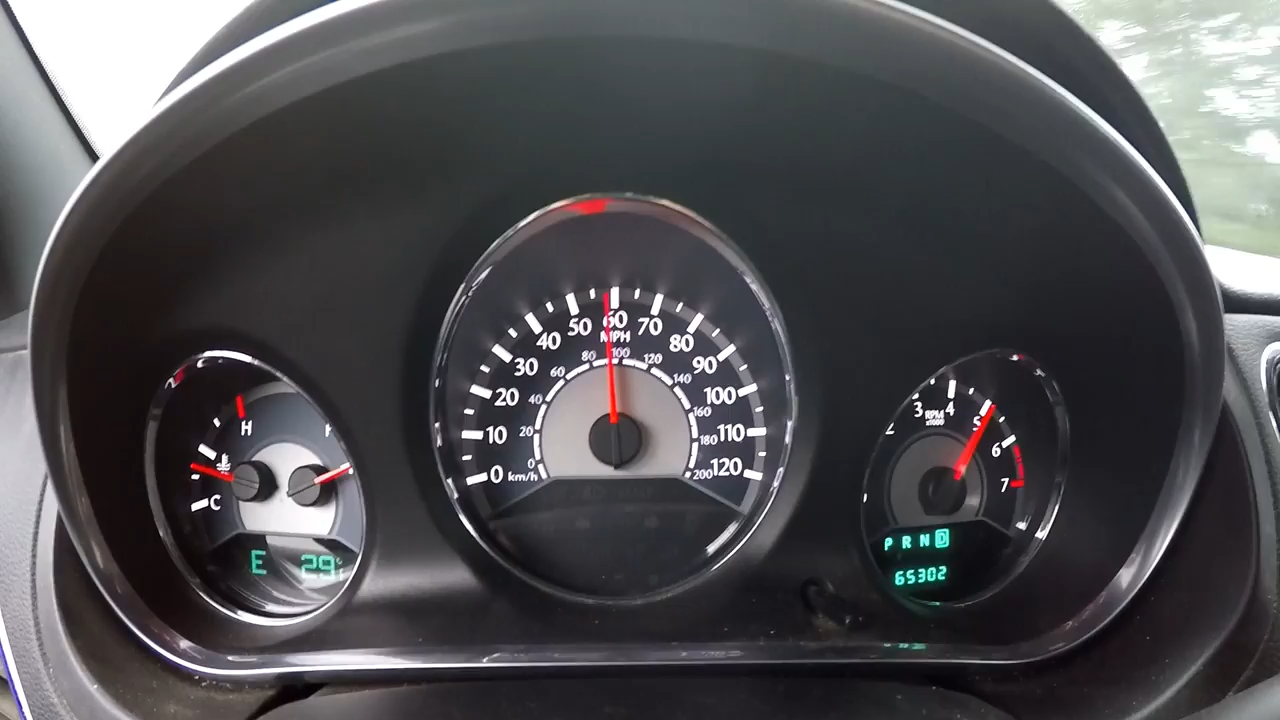 H
C
E 29
0 10 20 30 40 50 60 70 80 90 100 110 120
MPH
0 20 40 60 80 100 120 140 160 180 200
km/h
2 3 4 5 6 7
RPM
x1000
P R N D
65302